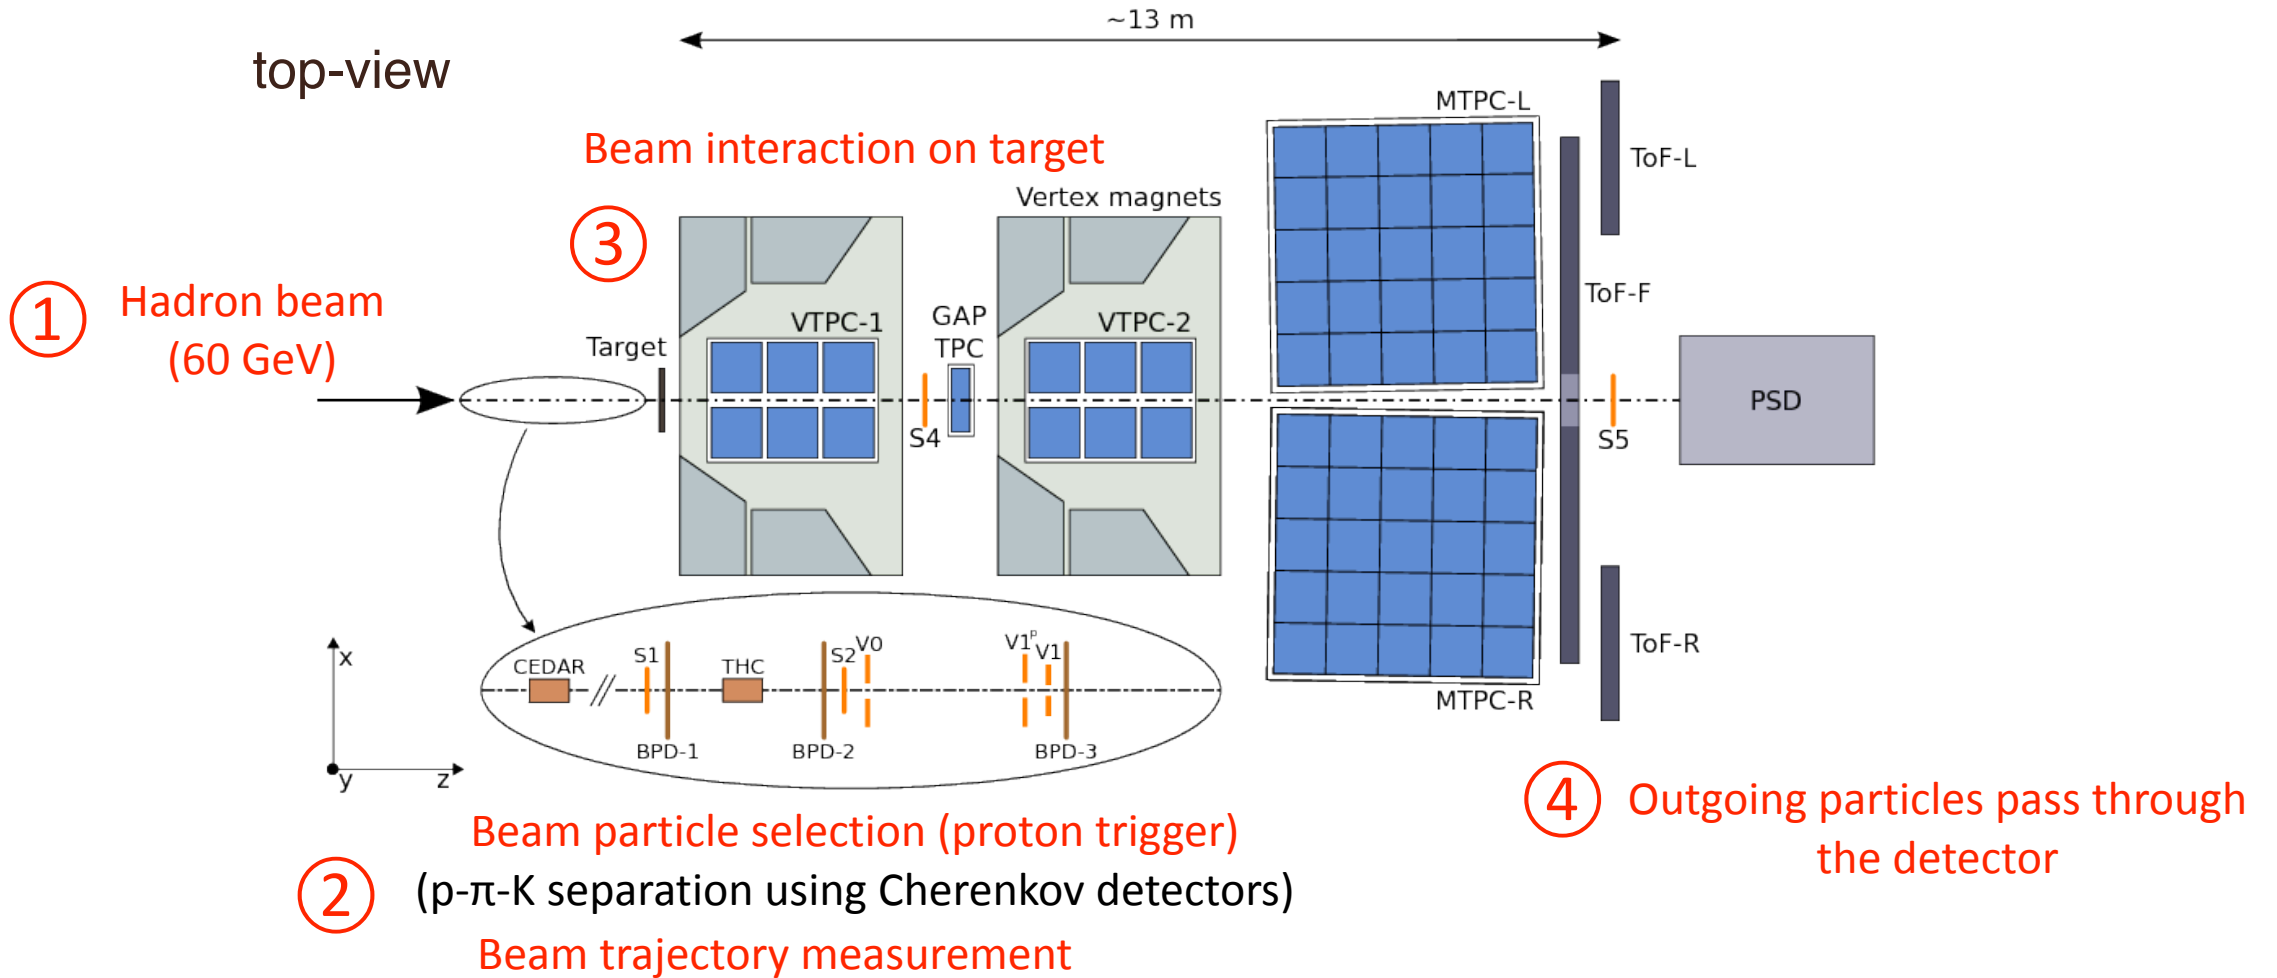 ~13 m
top-view
MTPC-L
Beam interaction on target
ToF-L
Vertex magnets
3
1
Hadron beam
(60 GeV)
ToF-F
VTPC-1
GAP
TPC
VTPC-2
Target
PSD
S4
S5
x
y
z
CEDAR
S1
THC
S2
V0
V1p
V1
BPD-1
BPD-2
BPD-3
ToF-R
MTPC-R
4
Outgoing particles pass through
the detector
2
Beam particle selection (proton trigger)
(p-π-K separation using Cherenkov detectors)
Beam trajectory measurement